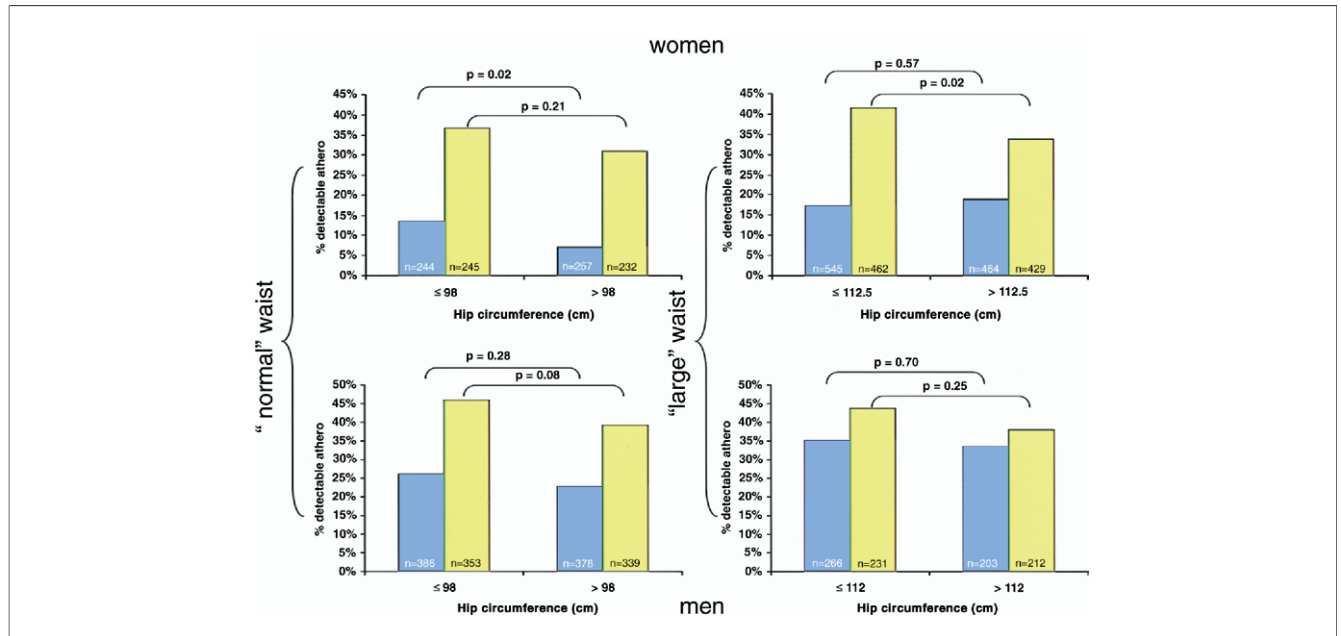 women
p = 0.02
p = 0.21
45%
40%
35%
30%
25%
20%
15%
10%
5%
0%
% detectable athero
n=244
n=245
n=257
n=232
≤ 98
> 98
Hip circumference (cm)
p = 0.57
p = 0.02
45%
40%
35%
30%
25%
20%
15%
10%
5%
0%
% detectable athero
n=545
n=462
n=464
n=429
≤ 112.5
> 112.5
Hip circumference (cm)
“ normal” waist
“large” waist
p = 0.28
p = 0.08
50%
45%
40%
35%
30%
25%
20%
15%
10%
5%
0%
% detectable athero
n=386
n=353
n=378
n=339
≤ 98
> 98
Hip circumference (cm)
p = 0.70
p = 0.25
50%
45%
40%
35%
30%
25%
20%
15%
10%
5%
0%
% detectable athero
n=266
n=231
n=203
n=212
≤ 112
> 112
Hip circumference (cm)
men